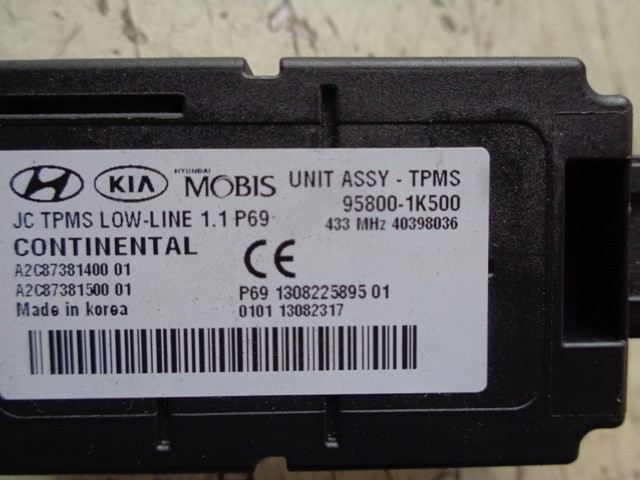 KIA HYUNDAI MOBIS UNIT ASSY - TPMS
95800-1K500
JC TPMS LOW-LINE 1.1 P69 433 MHz 40398036
CONTINENTAL CE
A2C87381400 01
A2C87381500 01 P69 1308225895 01
Made in korea 0101 13082317